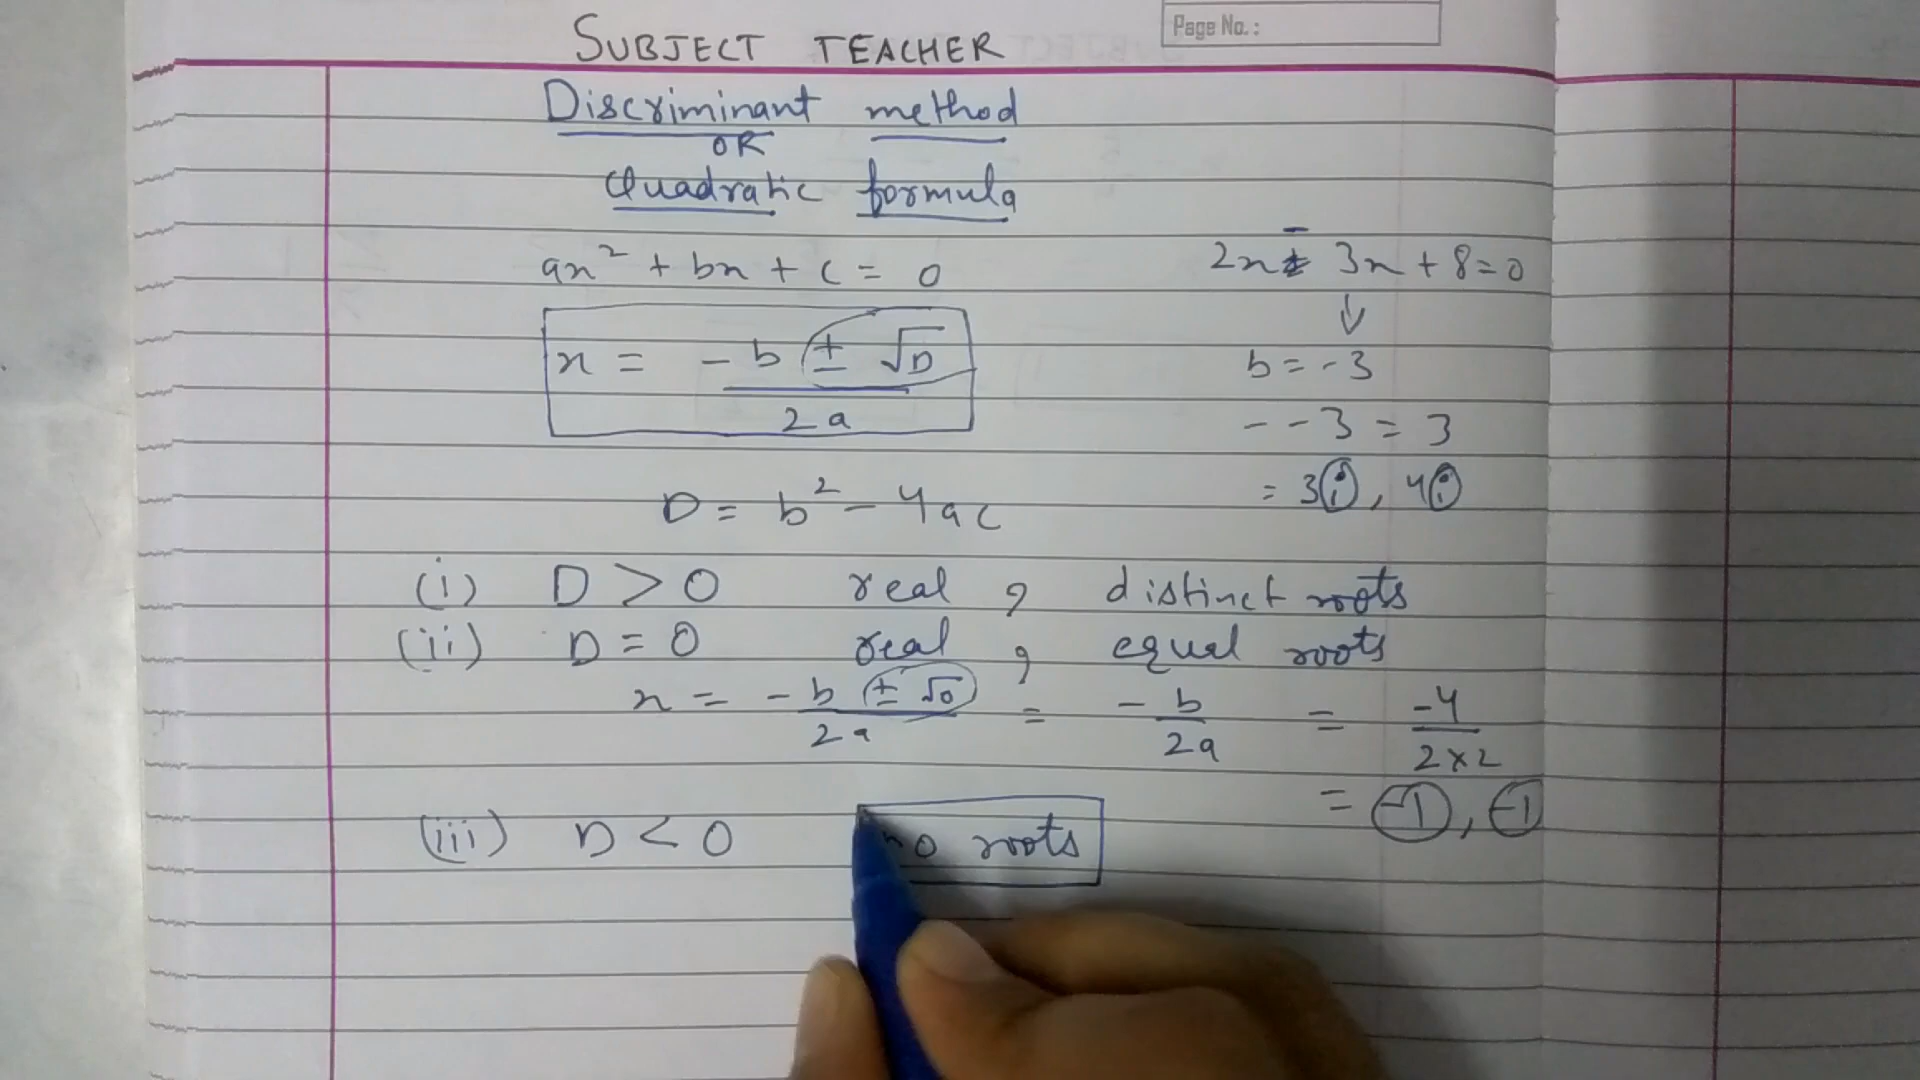 Page No. :
SUBJECT TEACHER
Discriminant method
OR
Quadratic formula
ax² + bx + c = 0
x = -b ± √D
2a
D = b² - 4ac
2x - 3x + 8 = 0
↓
b = -3
- -3 = 3
= 3i, 4i
(i) D > 0 real, distinct roots
(ii) D = 0 real, equal roots
x = -b ± √0 / 2a = -b / 2a = -4 / 2×2
= -1, -1
(iii) D < 0 no roots